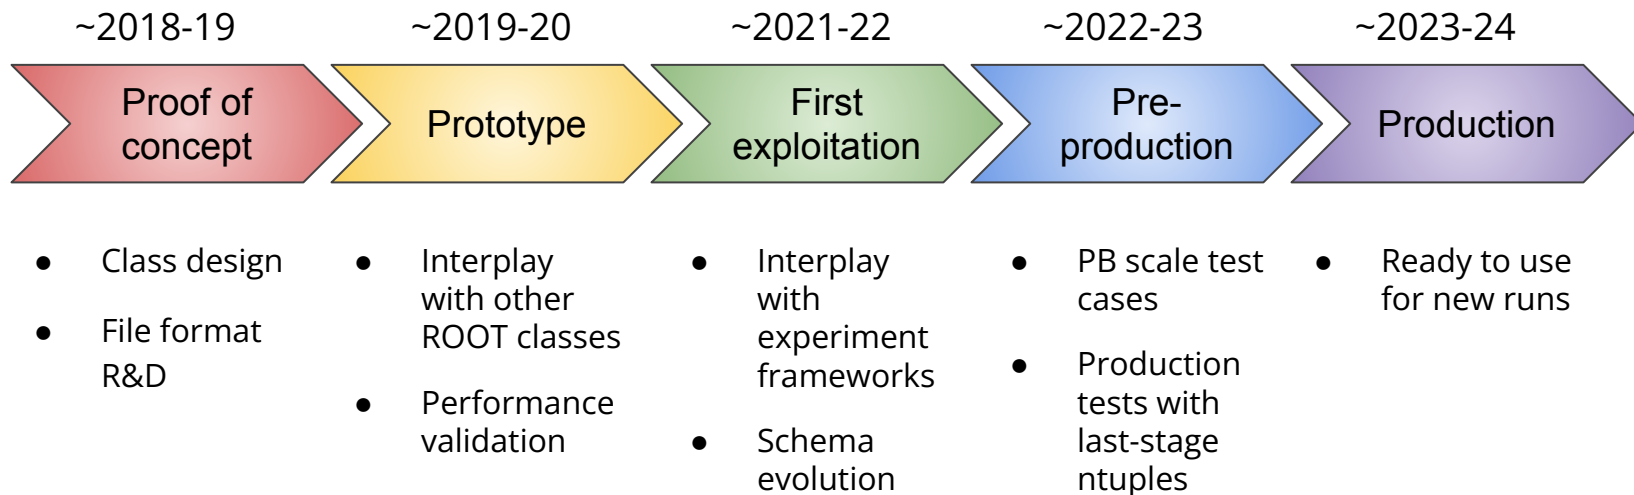 ~2018-19
~2019-20
~2021-22
~2022-23
~2023-24
Proof of
concept
Prototype
First
exploitation
Pre-
production
Production
● Class design
● File format
R&D
● Interplay
with other
ROOT classes
● Performance
validation
● Interplay
with
experiment
frameworks
● Schema
evolution
● PB scale test
cases
● Production
tests with
last-stage
ntuples
● Ready to use
for new runs